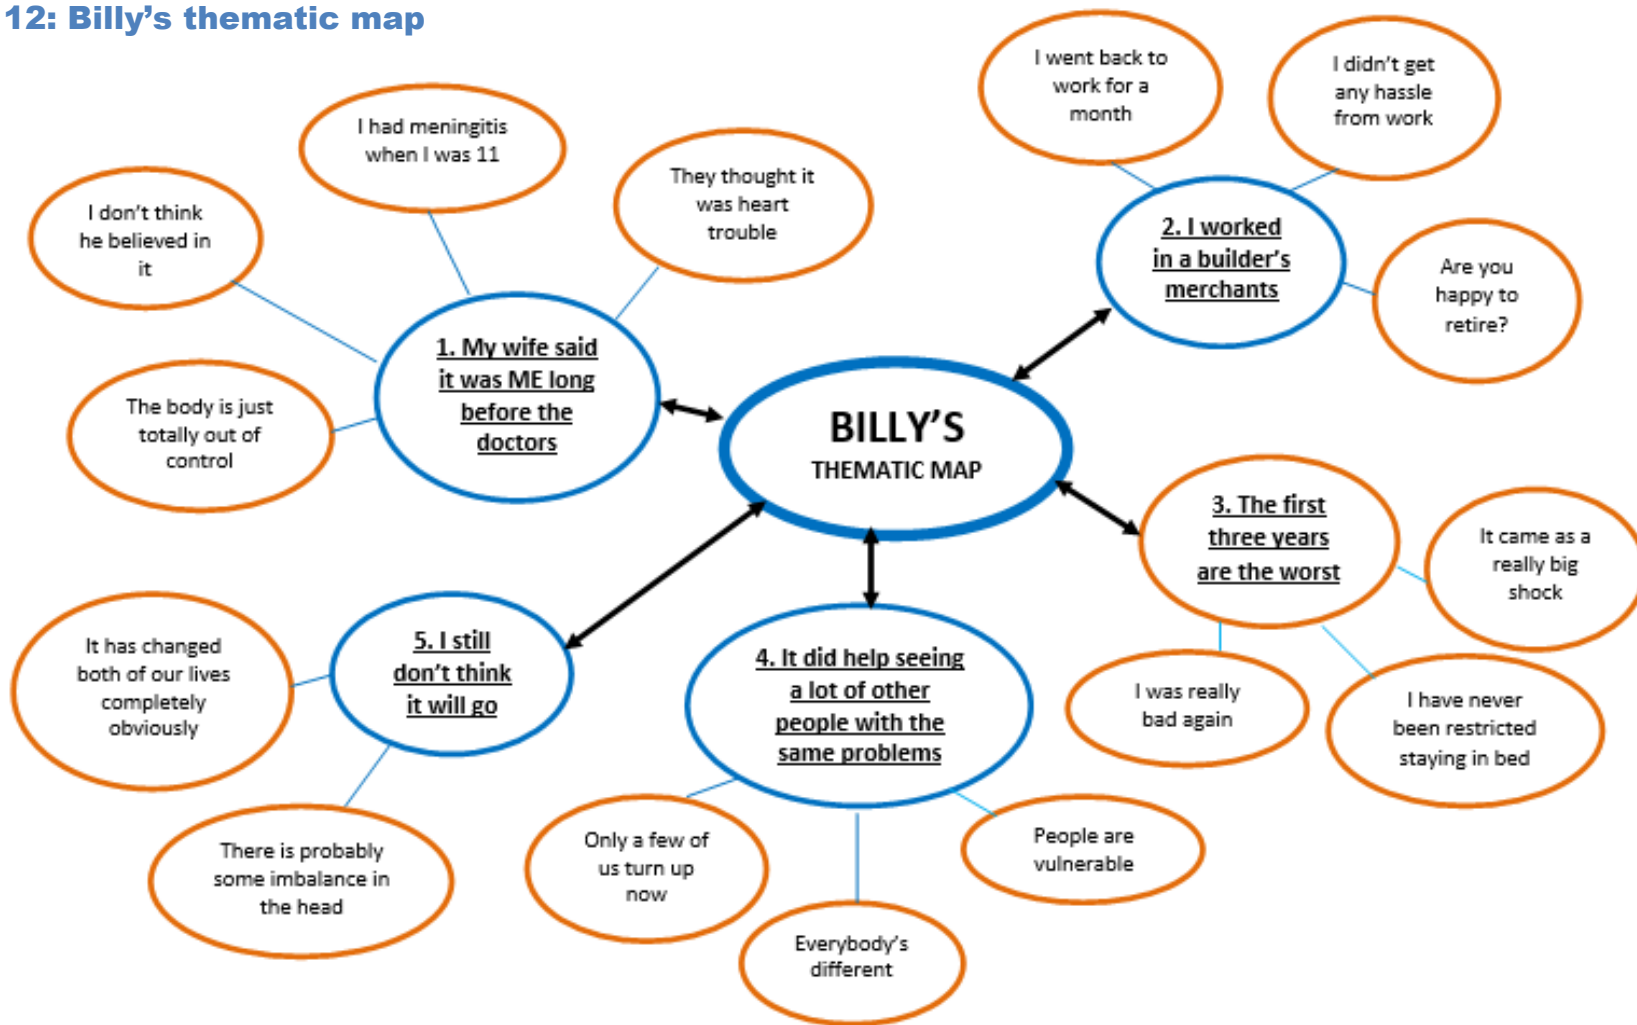 12: Billy’s thematic map
I had meningitis
when I was 11
I don’t think
he believed in
it
They thought it
was heart
trouble
The body is just
totally out of
control
1. My wife said
it was ME long
before the
doctors
I went back to
work for a
month
I didn’t get
any hassle
from work
2. I worked
in a builder’s
merchants
Are you
happy to
retire?
BILLY’S
THEMATIC MAP
3. The first
three years
are the worst
It came as a
really big
shock
I was really
bad again
I have never
been restricted
staying in bed
4. It did help seeing
a lot of other
people with the
same problems
Only a few of
us turn up
now
Everybody’s
different
People are
vulnerable
5. I still
don’t think
it will go
It has changed
both of our lives
completely
obviously
There is probably
some imbalance in
the head